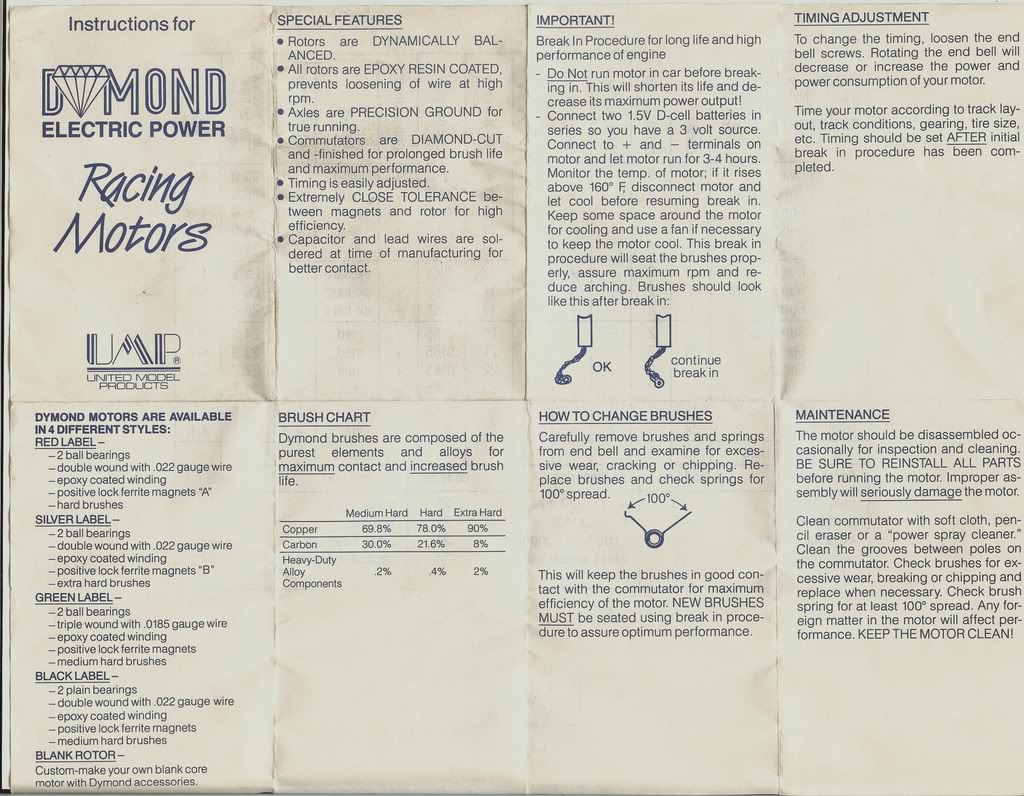 Instructions for
DYMOND
ELECTRIC POWER
Racing
Motors
UMP®
UNITED MODEL
PRODUCTS
SPECIAL FEATURES
• Rotors are DYNAMICALLY BAL-
ANCED.
• All rotors are EPOXY RESIN COATED,
prevents loosening of wire at high
rpm.
• Axles are PRECISION GROUND for
true running.
• Commutators are DIAMOND-CUT
and -finished for prolonged brush life
and maximum performance.
• Timing is easily adjusted.
• Extremely CLOSE TOLERANCE be-
tween magnets and rotor for high
efficiency.
• Capacitor and lead wires are sol-
dered at time of manufacturing for
better contact.
IMPORTANT!
Break In Procedure for long life and high
performance of engine
- Do Not run motor in car before break-
ing in. This will shorten its life and de-
crease its maximum power output!
- Connect two 1.5V D-cell batteries in
series so you have a 3 volt source.
Connect to + and − terminals on
motor and let motor run for 3-4 hours.
Monitor the temp. of motor; if it rises
above 160° F, disconnect motor and
let cool before resuming break in.
Keep some space around the motor
for cooling and use a fan if necessary
to keep the motor cool. This break in
procedure will seat the brushes prop-
erly, assure maximum rpm and re-
duce arching. Brushes should look
like this after break in:
OK
continue
break in
TIMING ADJUSTMENT
To change the timing, loosen the end
bell screws. Rotating the end bell will
decrease or increase the power and
power consumption of your motor.
Time your motor according to track lay-
out, track conditions, gearing, tire size,
etc. Timing should be set AFTER initial
break in procedure has been com-
pleted.
DYMOND MOTORS ARE AVAILABLE
IN 4 DIFFERENT STYLES:
RED LABEL –
– 2 ball bearings
– double wound with .022 gauge wire
– epoxy coated winding
– positive lock ferrite magnets "A"
– hard brushes
SILVER LABEL –
– 2 ball bearings
– double wound with .022 gauge wire
– epoxy coated winding
– positive lock ferrite magnets "B"
– extra hard brushes
GREEN LABEL –
– 2 ball bearings
– triple wound with .0185 gauge wire
– epoxy coated winding
– positive lock ferrite magnets
– medium hard brushes
BLACK LABEL –
– 2 plain bearings
– double wound with .022 gauge wire
– epoxy coated winding
– positive lock ferrite magnets
– medium hard brushes
BLANK ROTOR –
Custom-make your own blank core
motor with Dymond accessories.
BRUSH CHART
Dymond brushes are composed of the
purest elements and alloys for
maximum contact and increased brush
life.
Medium Hard Hard Extra Hard
Copper 69.8% 78.0% 90%
Carbon 30.0% 21.6% 8%
Heavy-Duty
Alloy .2% .4% 2%
Components
HOW TO CHANGE BRUSHES
Carefully remove brushes and springs
from end bell and examine for exces-
sive wear, cracking or chipping. Re-
place brushes and check springs for
100° spread.
100°
This will keep the brushes in good con-
tact with the commutator for maximum
efficiency of the motor. NEW BRUSHES
MUST be seated using break in proce-
dure to assure optimum performance.
MAINTENANCE
The motor should be disassembled oc-
casionally for inspection and cleaning.
BE SURE TO REINSTALL ALL PARTS
before running the motor. Improper as-
sembly will seriously damage the motor.
Clean commutator with soft cloth, pen-
cil eraser or a "power spray cleaner."
Clean the grooves between poles on
the commutator. Check brushes for ex-
cessive wear, breaking or chipping and
replace when necessary. Check brush
spring for at least 100° spread. Any for-
eign matter in the motor will affect per-
formance. KEEP THE MOTOR CLEAN!